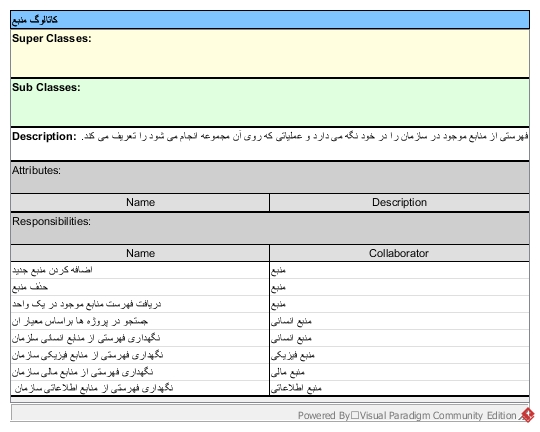 کاتالوگ منبع
Super Classes:
Sub Classes:
Description: فهرستی از منابع موجود در سازمان را در خود نگه می دارد و عملیاتی که روی آن مجموعه انجام می شود را تعریف می کند.
Attributes:
Name Description
Responsibilities:
Name Collaborator
اضافه کردن منبع جدید منبع
حذف منبع منبع
دریافت فهرست منابع موجود در یک واحد منبع
جستجو در پروژه ها براساس معیار ان منبع انسانی
نگهداری فهرستی از منابع انسانی سازمان منبع انسانی
نگهداری فهرستی از منابع فیزیکی سازمان منبع فیزیکی
نگهداری فهرستی از منابع مالی سازمان منبع مالی
نگهداری فهرستی از منابع اطلاعاتی سازمان منبع اطلاعاتی
Powered By□Visual Paradigm Community Edition